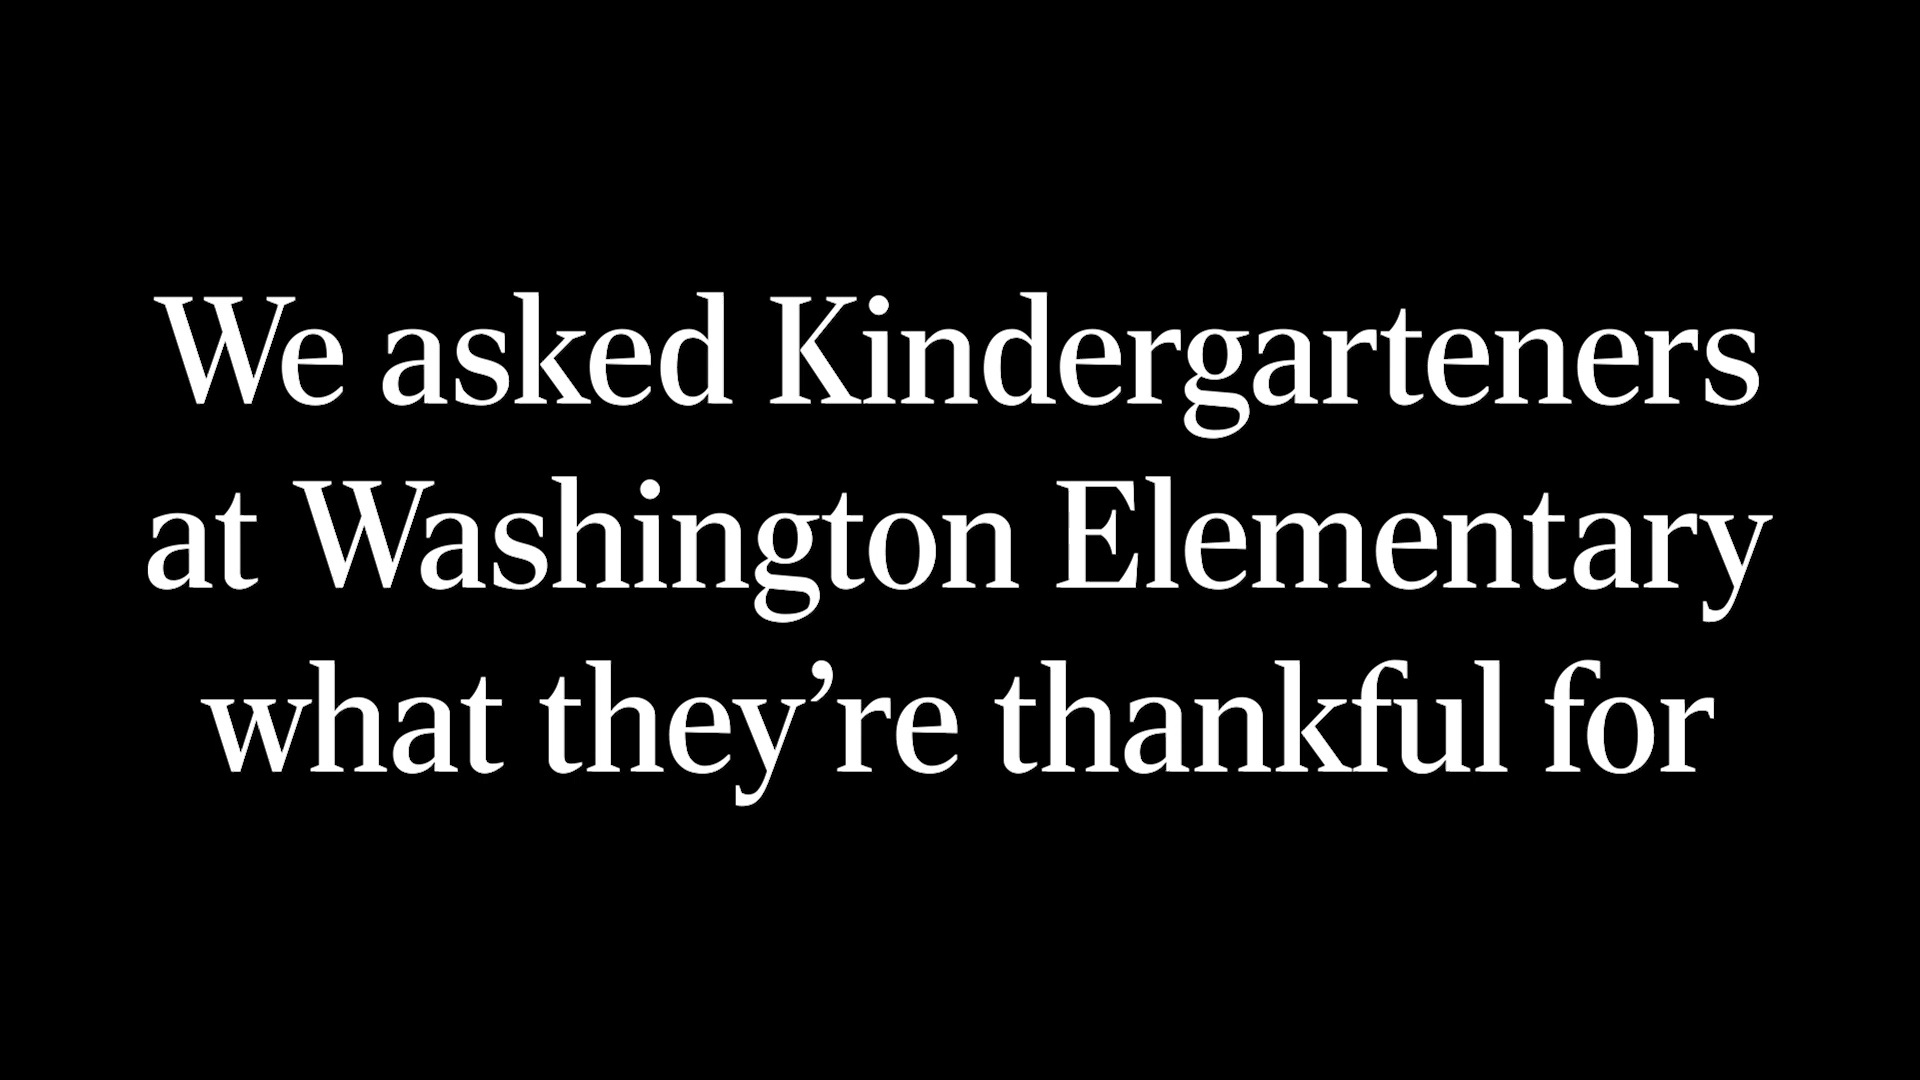 We asked Kindergarteners
at Washington Elementary
what they’re thankful for